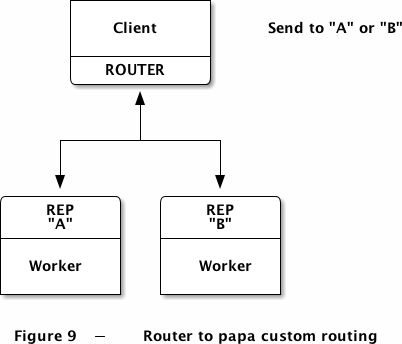 Client
Send to "A" or "B"
ROUTER
REP
"A"
REP
"B"
Worker
Worker
Figure 9 — Router to papa custom routing